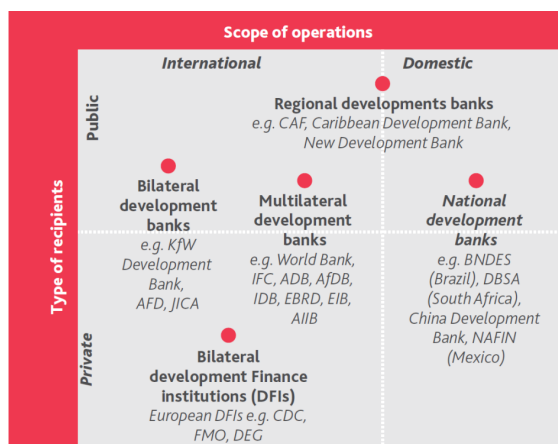 Scope of operations
International
Domestic
Type of recipients
Public
Private
Regional developments banks
e.g. CAF, Caribbean Development Bank,
New Development Bank
Bilateral
development
banks
e.g. KfW
Development
Bank,
AFD, JICA
Multilateral
development
banks
e.g. World Bank,
IFC, ADB, AfDB,
IDB, EBRD, EIB,
AIIB
National
development
banks
e.g. BNDES
(Brazil), DBSA
(South Africa),
China Development
Bank, NAFIN
(Mexico)
Bilateral
development Finance
institutions (DFIs)
European DFIs e.g. CDC,
FMO, DEG